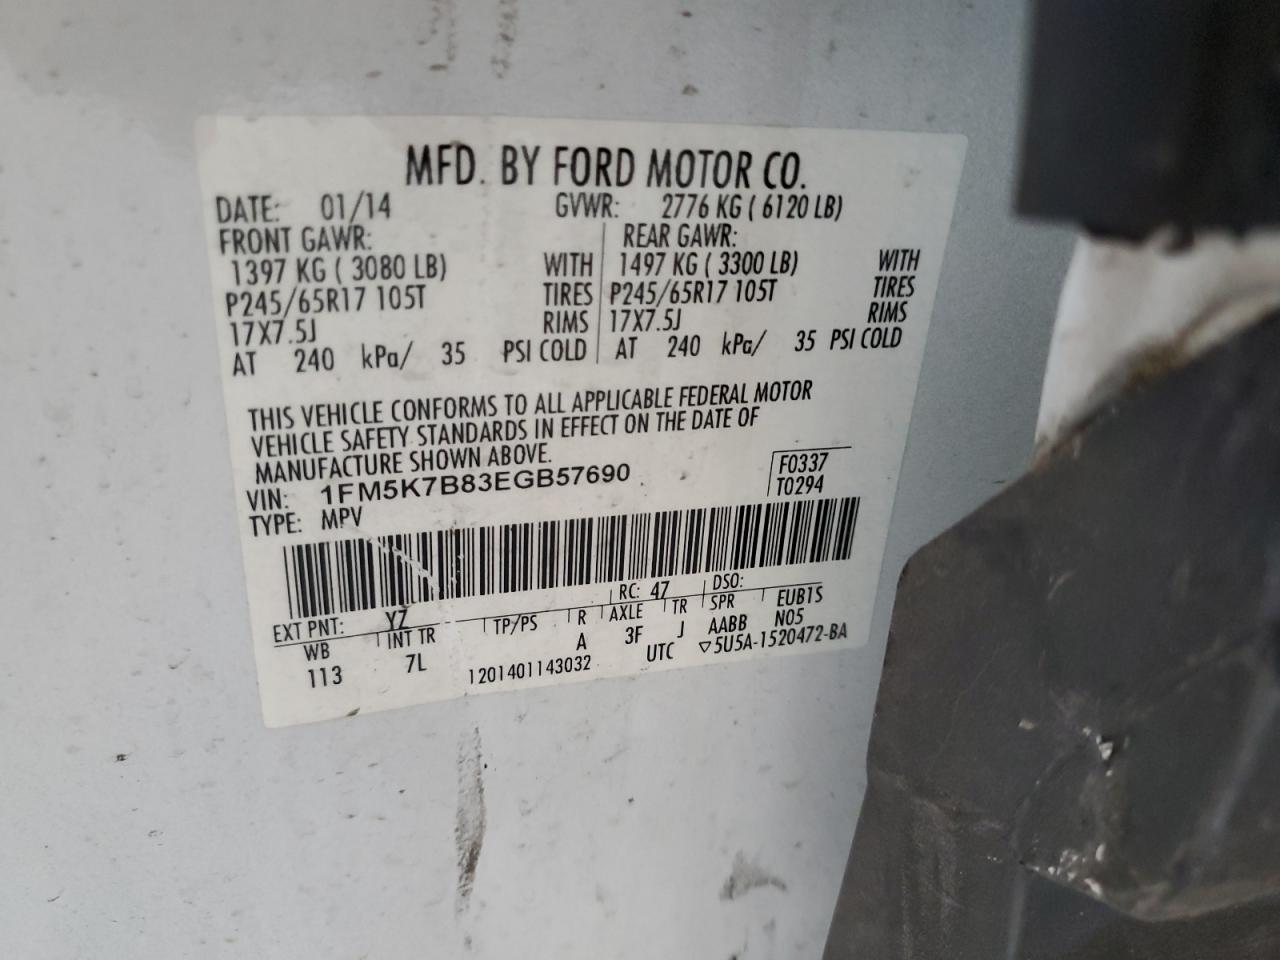 MFD. BY FORD MOTOR CO.
DATE: 01/14 GVWR: 2776 KG ( 6120 LB)
FRONT GAWR: REAR GAWR:
1397 KG ( 3080 LB) WITH 1497 KG ( 3300 LB) WITH
P245/65R17 105T TIRES P245/65R17 105T TIRES
17X7.5J RIMS 17X7.5J RIMS
AT 240 kPa/ 35 PSI COLD AT 240 kPa/ 35 PSI COLD
THIS VEHICLE CONFORMS TO ALL APPLICABLE FEDERAL MOTOR
VEHICLE SAFETY STANDARDS IN EFFECT ON THE DATE OF
MANUFACTURE SHOWN ABOVE.
VIN: 1FM5K7B83EGB57690 F0337
TYPE: MPV T0294
EXT PNT: YZ RC: 47 DSO:
WB INT TR TP/PS R AXLE TR SPR EUB1S
113 7L A 3F J AABB N05
1201401143032 UTC ▽5U5A-1520472-BA